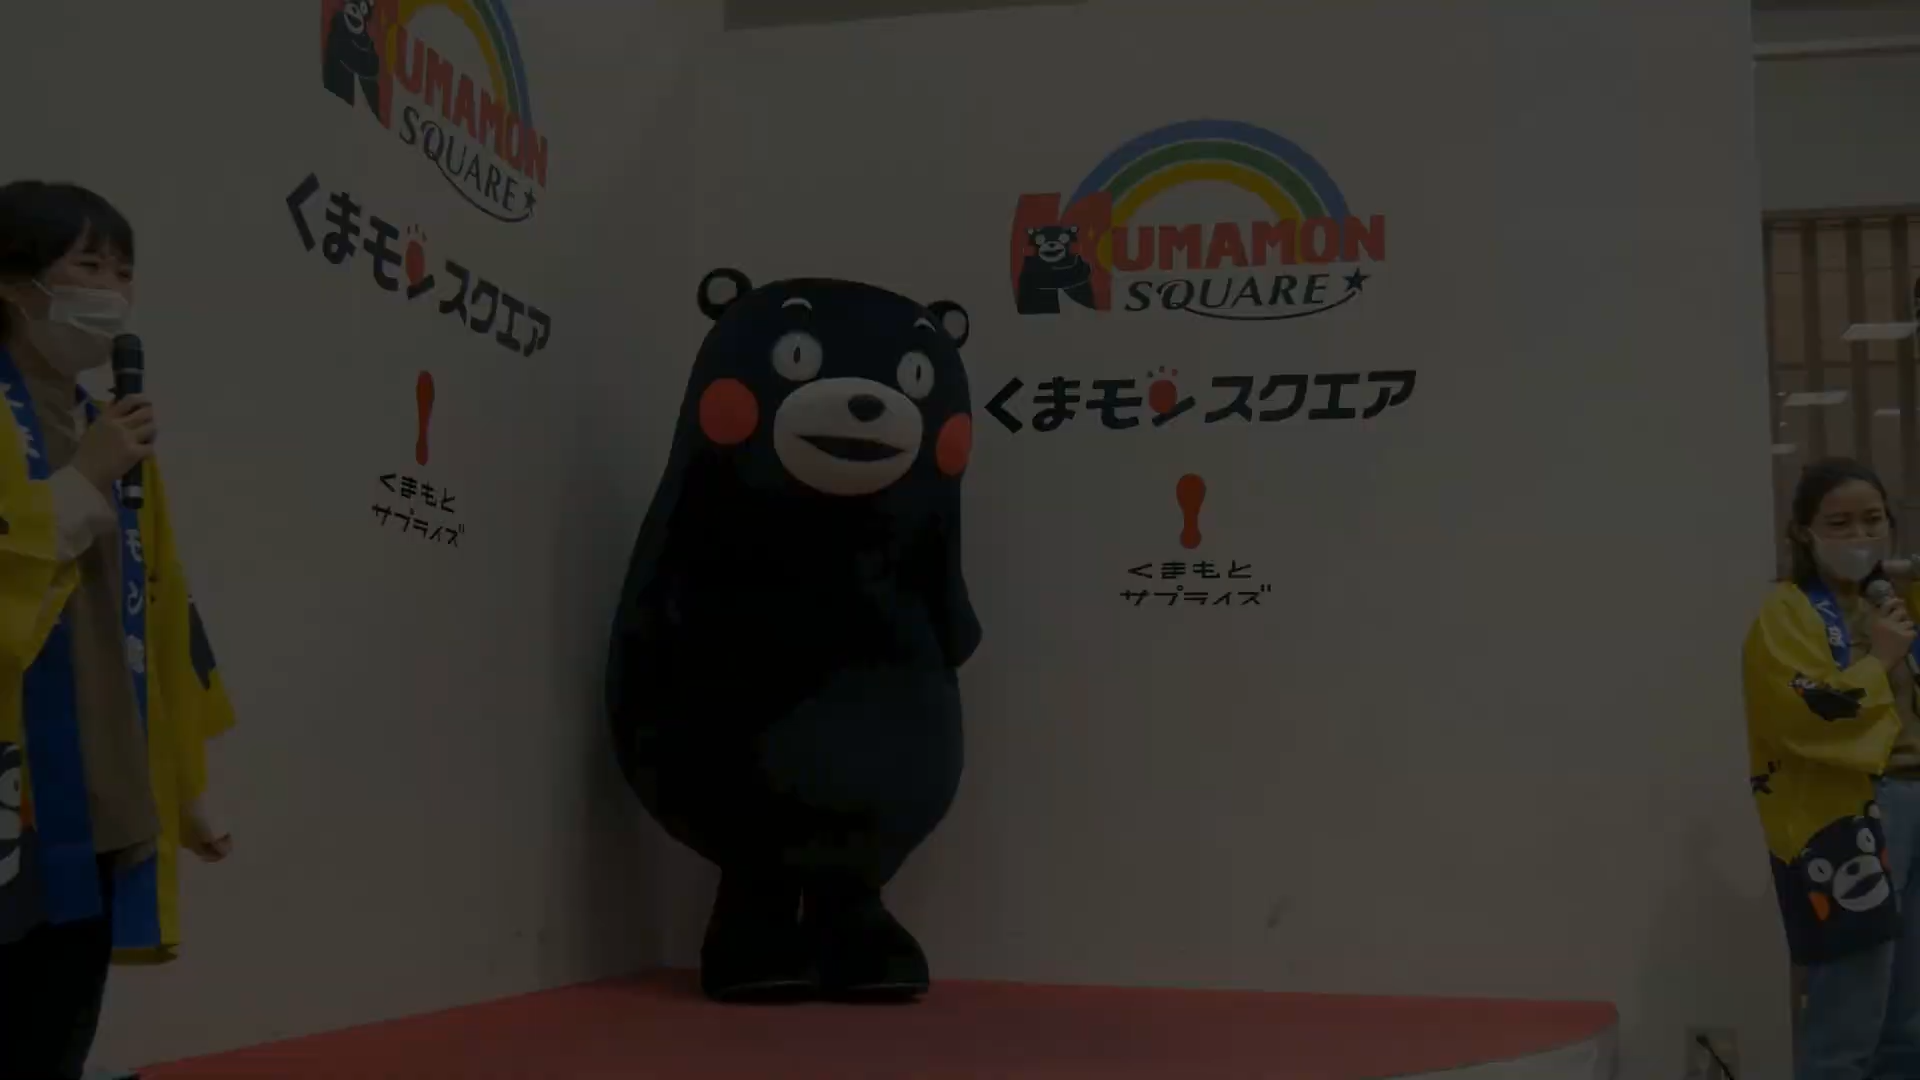 KUMAMON
SQUARE
くまモンスクエア
くまもと
サプライズ
KUMAMON
SQUARE
くまモンスクエア
くまもと
サプライズ